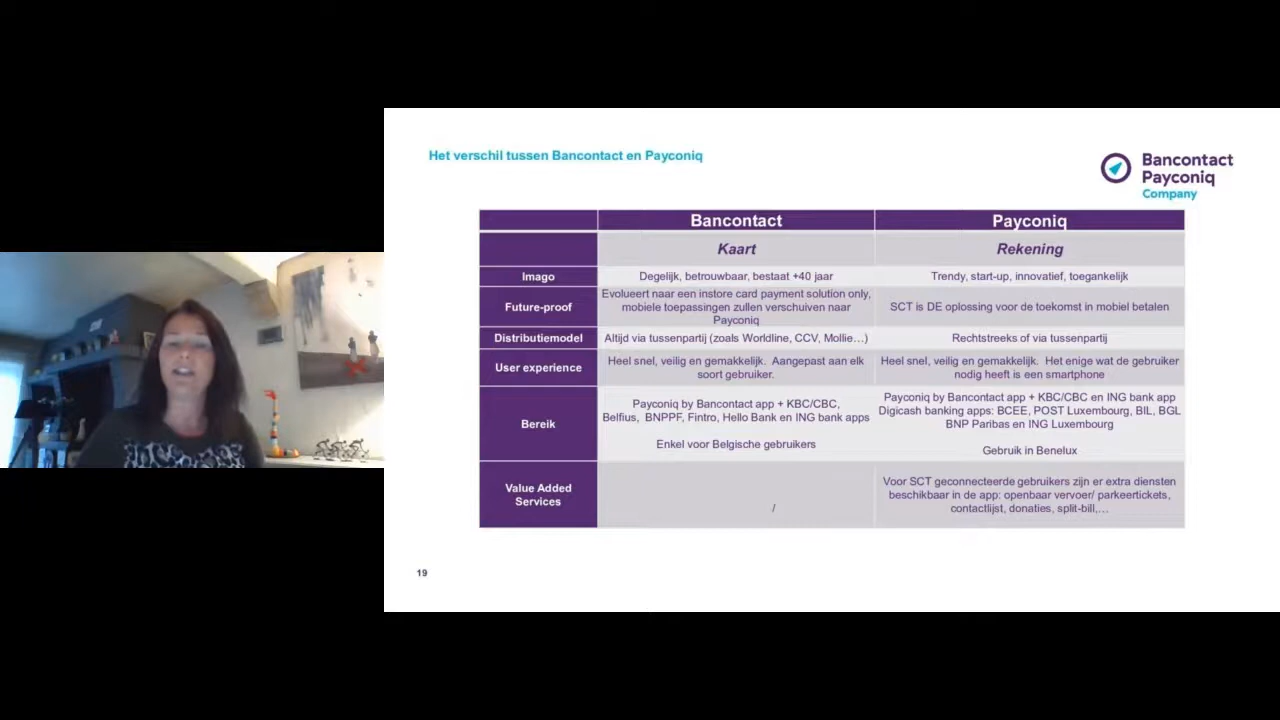 Het verschil tussen Bancontact en Payconiq
Bancontact
Payconiq
Company
Bancontact
Payconiq
Kaart
Rekening
Imago
Degelijk, betrouwbaar, bestaat +40 jaar
Trendy, start-up, innovatief, toegankelijk
Future-proof
Evolueert naar een instore card payment solution only,
mobiele toepassingen zullen verschuiven naar
Payconiq
SCT is DE oplossing voor de toekomst in mobiel betalen
Distributiemodel
Altijd via tussenpartij (zoals Worldline, CCV, Mollie…)
Rechtstreeks of via tussenpartij
User experience
Heel snel, veilig en gemakkelijk. Aangepast aan elk
soort gebruiker.
Heel snel, veilig en gemakkelijk. Het enige wat de gebruiker
nodig heeft is een smartphone
Bereik
Payconiq by Bancontact app + KBC/CBC,
Belfius, BNPPF, Fintro, Hello Bank en ING bank apps
Enkel voor Belgische gebruikers
Payconiq by Bancontact app + KBC/CBC en ING bank app
Digicash banking apps: BCEE, POST Luxembourg, BIL, BGL
BNP Paribas en ING Luxembourg
Gebruik in Benelux
Value Added
Services
/
Voor SCT geconnecteerde gebruikers zijn er extra diensten
beschikbaar in de app: openbaar vervoer/ parkeertickets,
contactlijst, donaties, split-bill,…
19